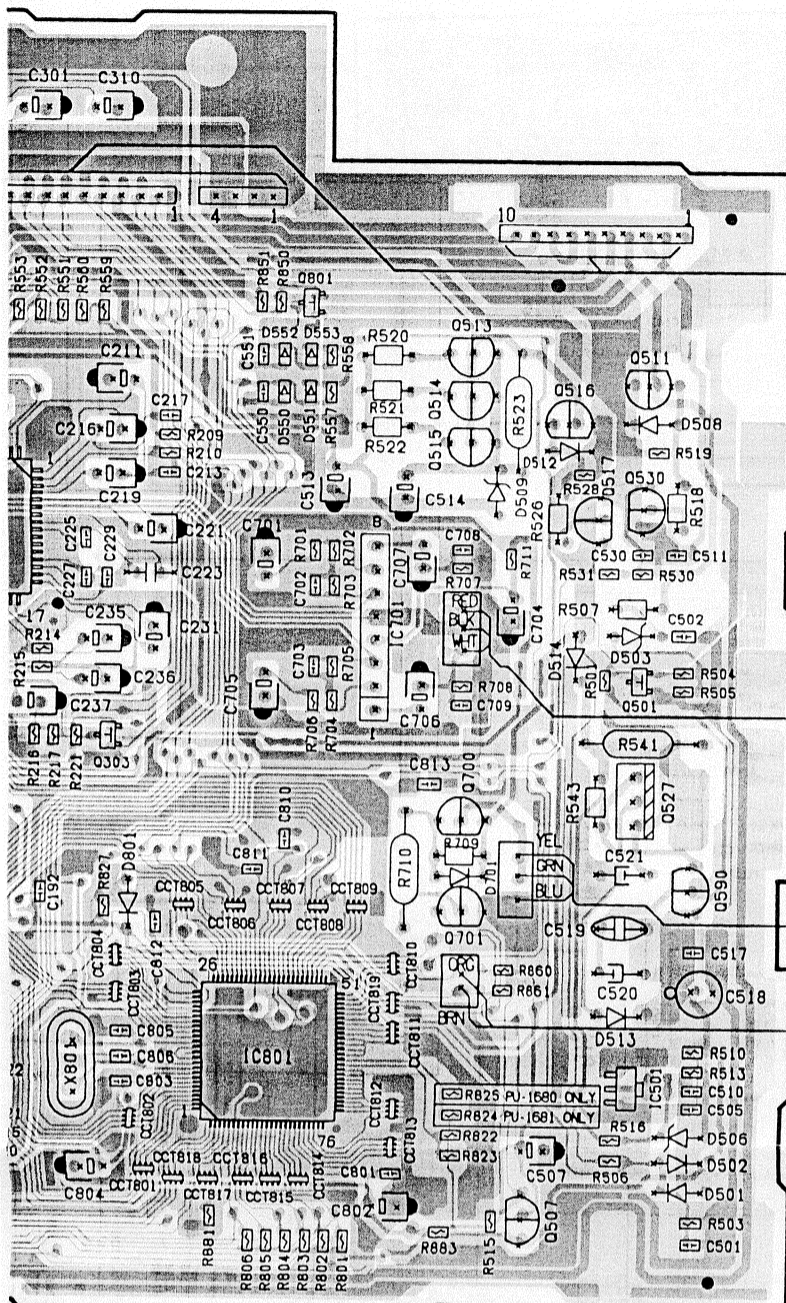 C301 C310
1 4 1
10 1
R553
R552
R551
R560
R559
R851
R850
Q801
C551
D552
D553
R558
R520
Q513
C211
Q511
C217
C550
D550
D551
R557
R521
Q514
R523
Q516
C216
R209
R522
D508
R210
Q515
D512
R519
C213
C219
C513
C514
D509
R528
Q517
Q530
R518
R526
C221
C701
R701
R702
8
C225
C229
C707
C708
R711
C530
C511
C227
C223
C702
R703
R707
R531
R530
IC701
RED
BLK
C704
R507
C502
R214
C235
C231
D514
D503
R215
C236
C703
R705
R504
C705
R708
Q501
R505
C237
C706
C709
R216
R217
R221
Q303
R706
R704
1
C813
Q700
R541
R543
Q527
C810
R709
YEL
C811
R710
D701
GRN
C521
C192
R827
D801
CCT805
CCT807
CCT809
BLU
Q590
CCT806
CCT808
Q701
C519
CCT804
CCT803
C812
CCT810
ORG
R860
C517
26
51
CCT819
R861
C520
C518
BRN
D513
C805
CCT811
X801
C806
IC801
R510
C803
R513
IC501
CCT802
CCT812
R825 PU-1680 ONLY
C510
R824 PU-1681 ONLY
C505
1
76
CCT813
R822
R516
D506
R823
C804
CCT801
CCT818
CCT817
CCT816
CCT815
CCT814
C801
C507
R506
D502
C802
D501
R881
Q507
R503
R883
R515
C501
R806
R805
R804
R803
R802
R801